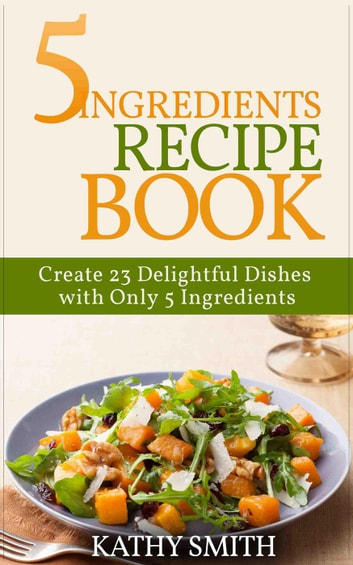 5 INGREDIENTS
RECIPE
BOOK
Create 23 Delightful Dishes
with Only 5 Ingredients
KATHY SMITH